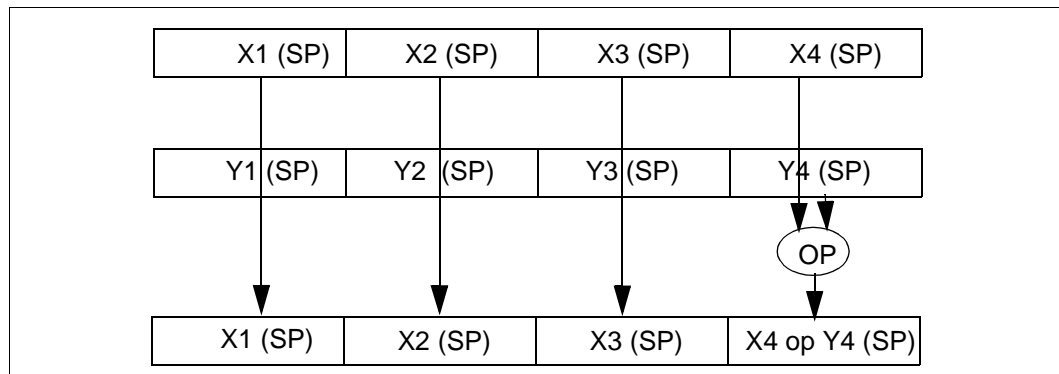 X1 (SP) X2 (SP) X3 (SP) X4 (SP)
Y1 (SP) Y2 (SP) Y3 (SP) Y4 (SP)
OP
X1 (SP) X2 (SP) X3 (SP) X4 op Y4 (SP)